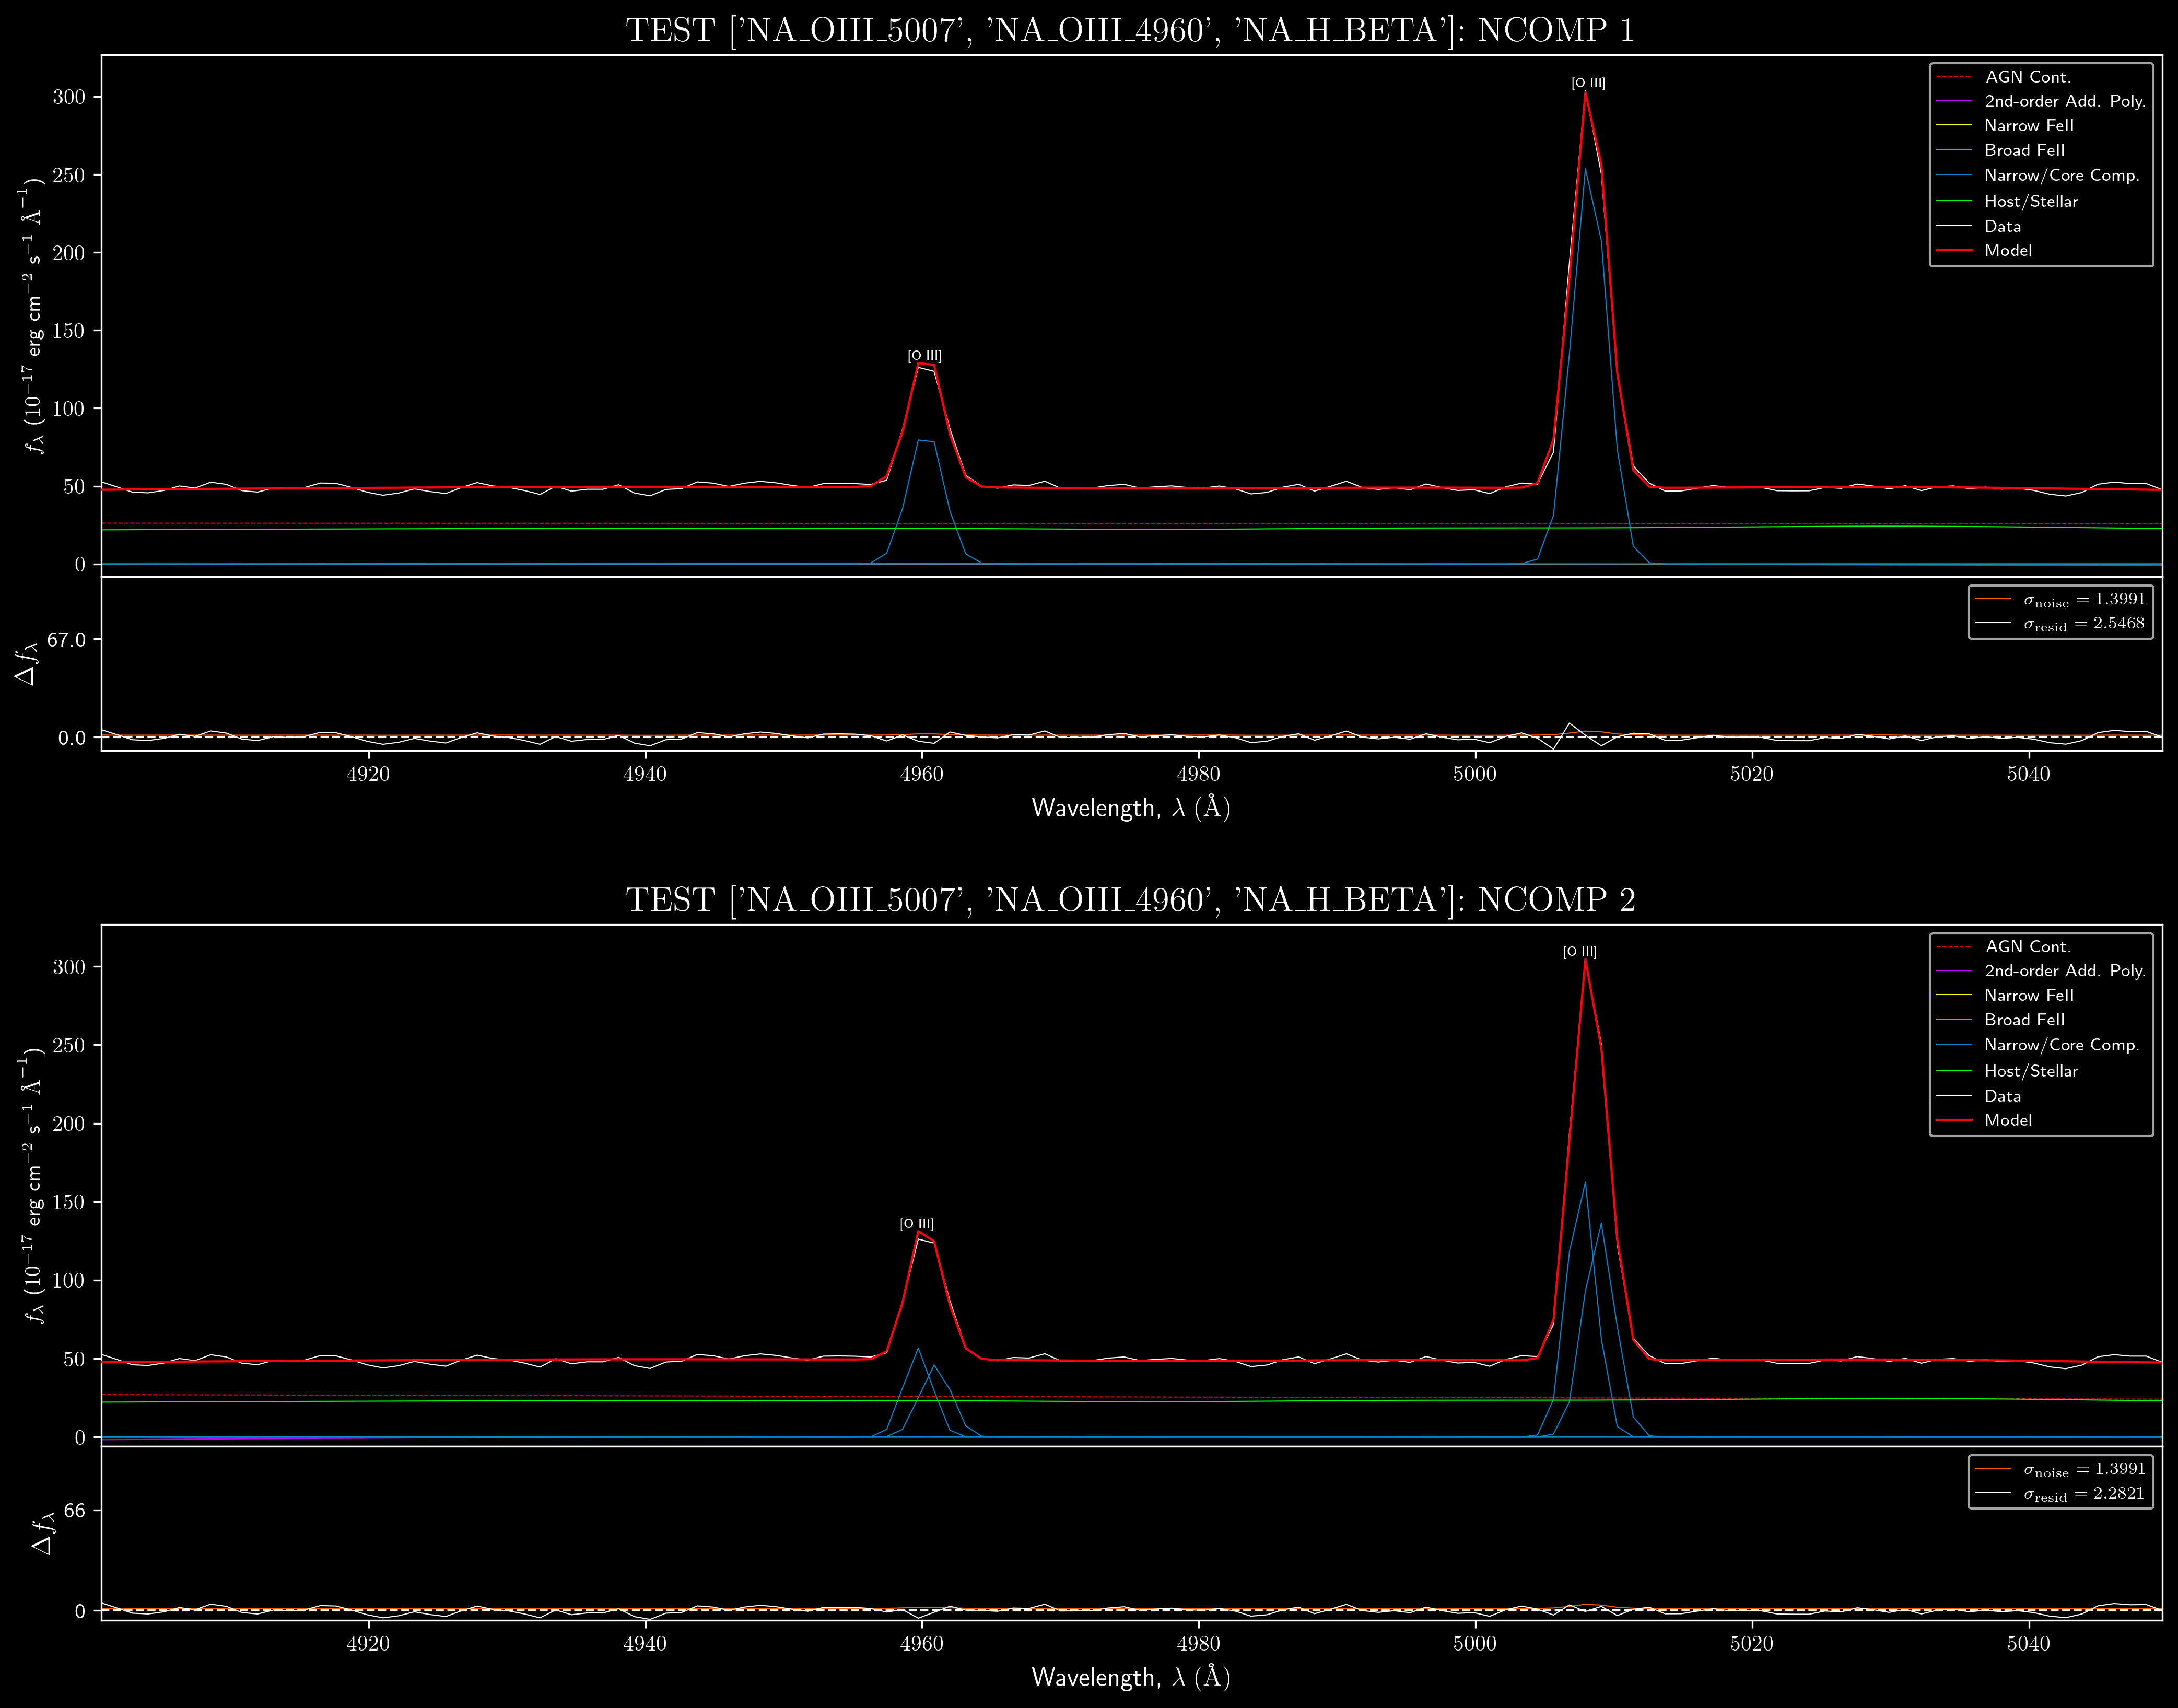 TEST ['NA_OIII_5007', 'NA_OIII_4960', 'NA_H_BETA']: NCOMP 1
fλ (10⁻¹⁷ erg cm⁻² s⁻¹ Å⁻¹)
300
250
200
150
100
50
0
[O III]
[O III]
AGN Cont.
2nd-order Add. Poly.
Narrow FeII
Broad FeII
Narrow/Core Comp.
Host/Stellar
Data
Model
Δfλ
67.0
0.0
σnoise = 1.3991
σresid = 2.5468
4920 4940 4960 4980 5000 5020 5040
Wavelength, λ (Å)
TEST ['NA_OIII_5007', 'NA_OIII_4960', 'NA_H_BETA']: NCOMP 2
fλ (10⁻¹⁷ erg cm⁻² s⁻¹ Å⁻¹)
300
250
200
150
100
50
0
[O III]
[O III]
AGN Cont.
2nd-order Add. Poly.
Narrow FeII
Broad FeII
Narrow/Core Comp.
Host/Stellar
Data
Model
Δfλ
66
0
σnoise = 1.3991
σresid = 2.2821
4920 4940 4960 4980 5000 5020 5040
Wavelength, λ (Å)